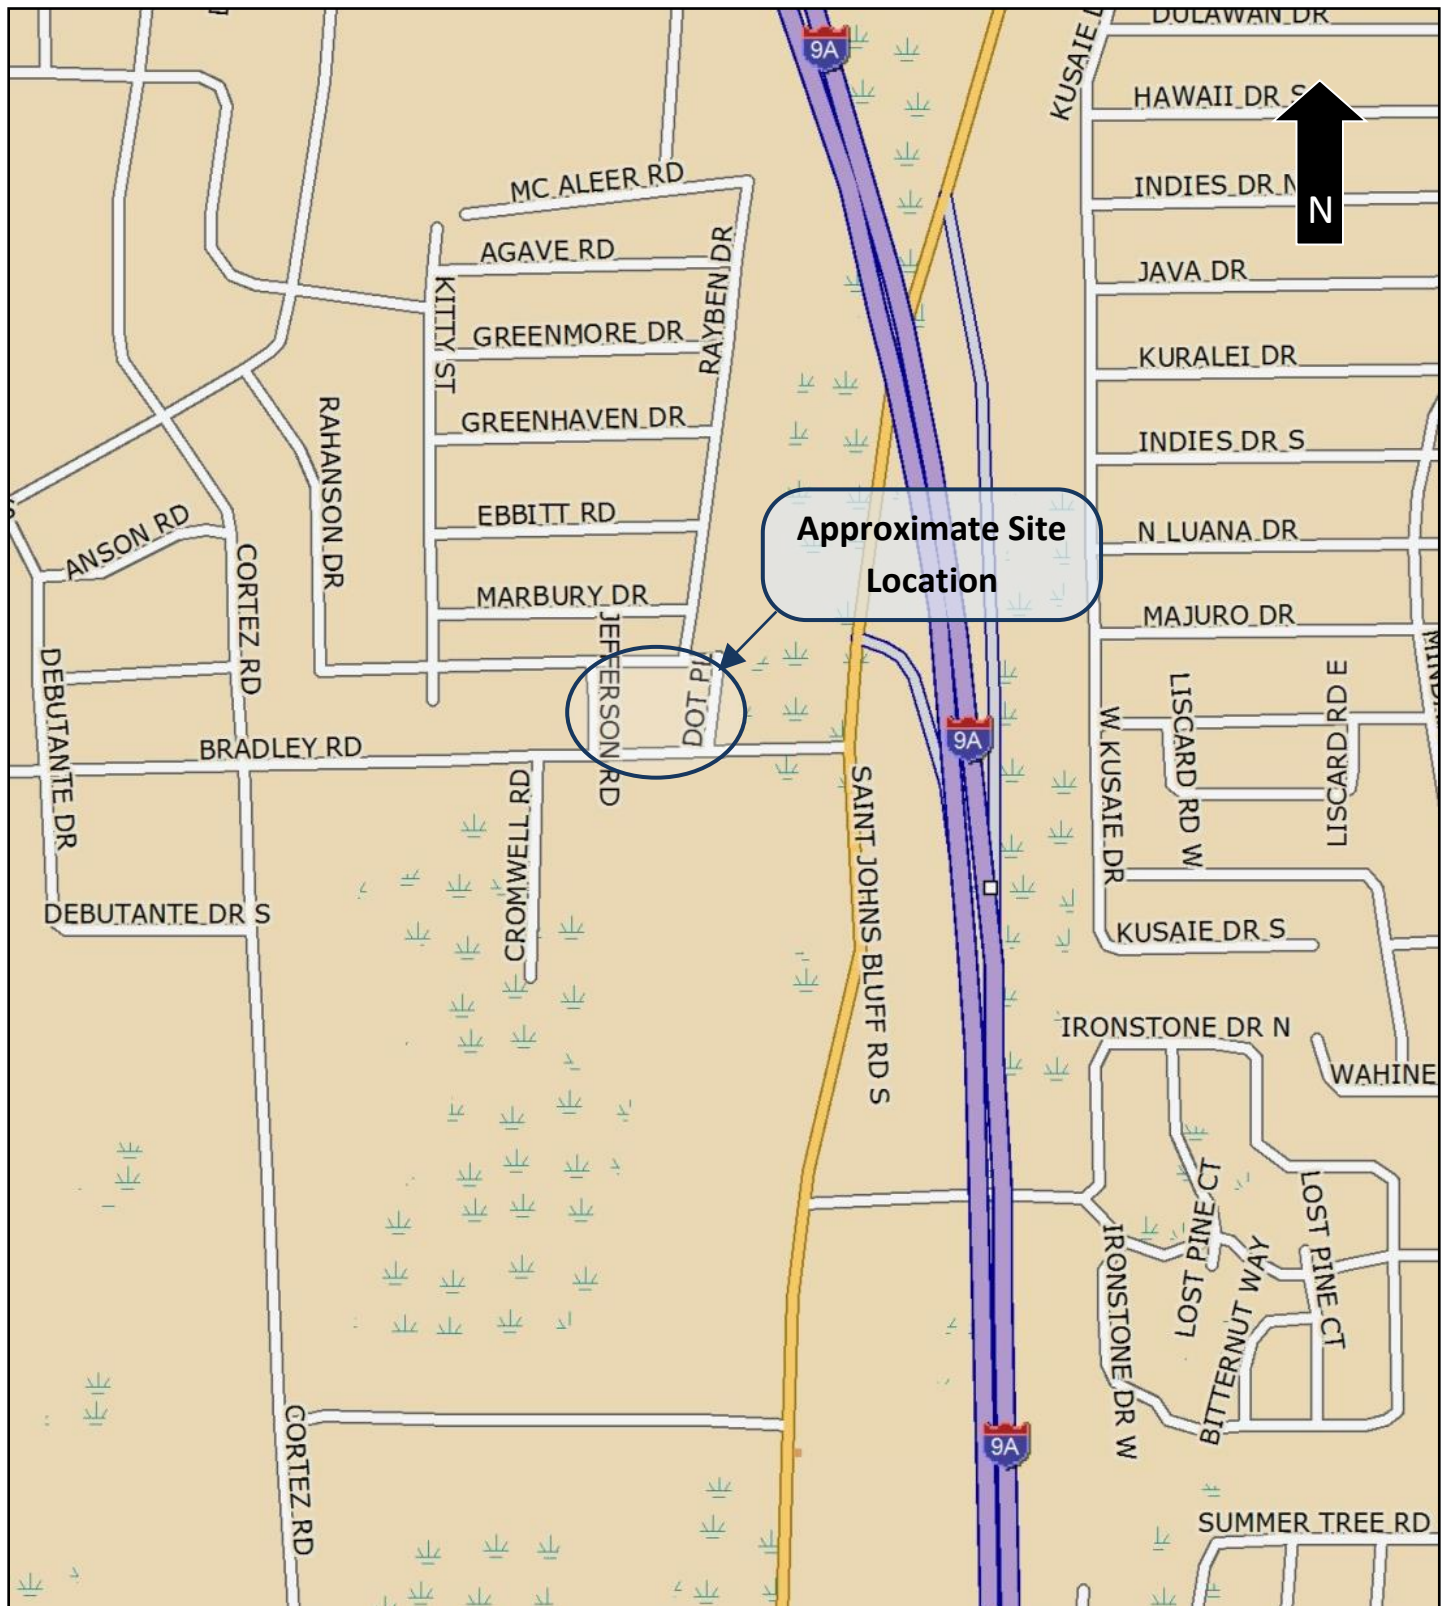 DULAWAN DR
9A
KUSAIE
HAWAII DR S
MC ALEER RD
INDIES DR N
N
AGAVE RD
RAYBEN DR
JAVA DR
KITTY ST
GREENMORE DR
KURALEI DR
RAHANSON DR
GREENHAVEN DR
INDIES DR S
ANSON RD
EBBITT RD
Approximate Site
Location
N LUANA DR
CORTEZ RD
MARBURY DR
JEFFERSON RD
MAJURO DR
DEBUTANTE DR
DOT PL
LISCARD RD W
LISCARD RD E
BRADLEY RD
9A
W KUSAIE DR
CROMWELL RD
SAINT JOHNS BLUFF RD S
DEBUTANTE DR S
KUSAIE DR S
IRONSTONE DR N
WAHINE
LOST PINE CT
LOST PINE CT
IRONSTONE DR W
BITTERNUT WAY
CORTEZ RD
9A
SUMMER TREE RD